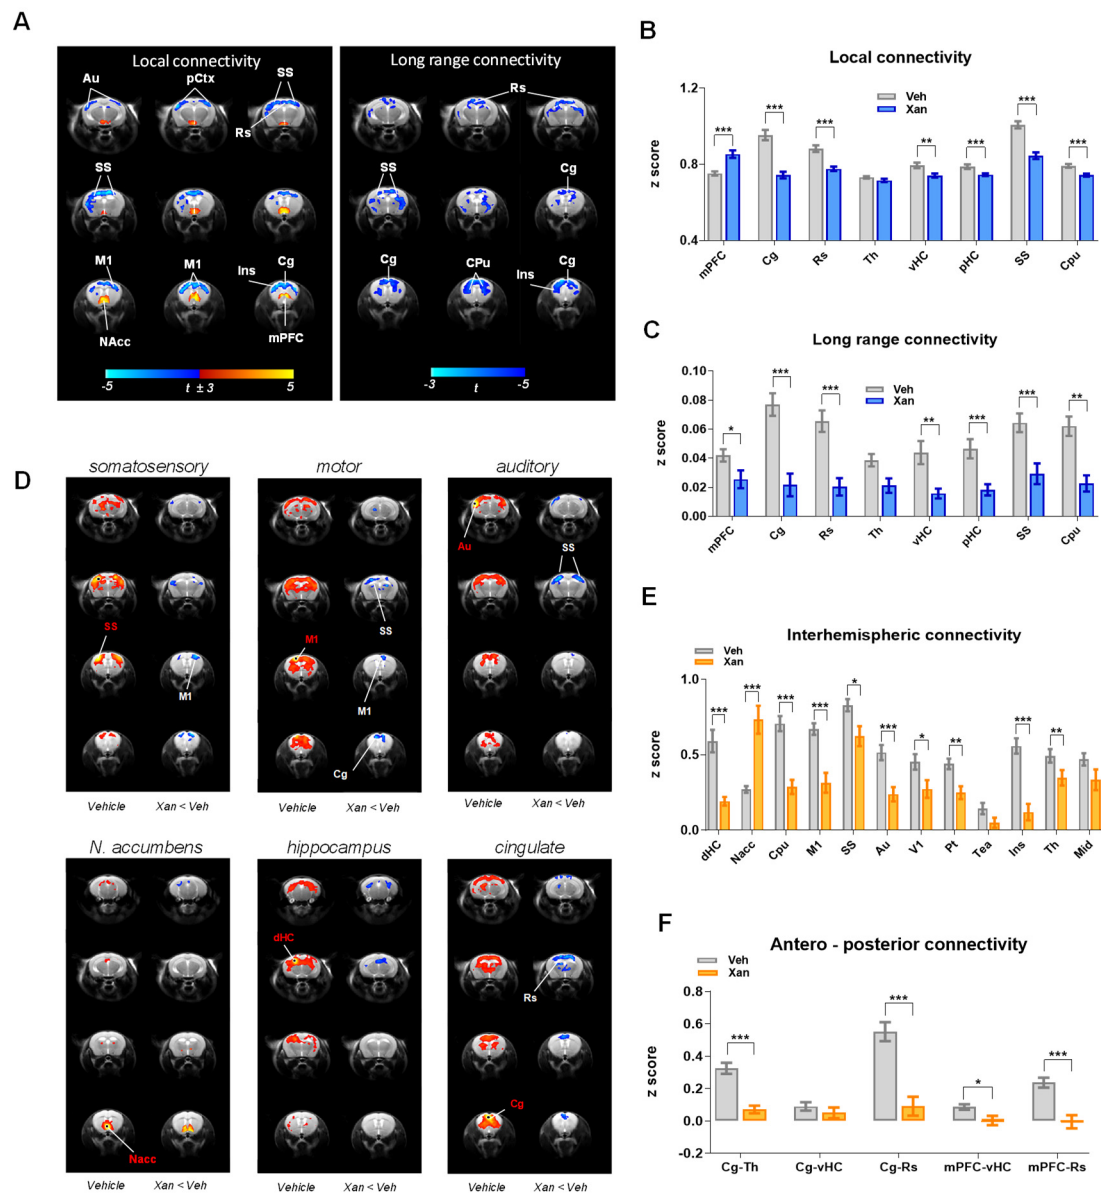 A
Local connectivity
Au
pCtx
SS
Rs
SS
M1
M1
Cg
Ins
NAcc
mPFC
-5
t ± 3
5
Long range connectivity
Rs
SS
Cg
Cg
CPu
Ins
Cg
-3
t
-5
B
Local connectivity
Veh
Xan
z score
1.2
0.8
0.4
***
***
***
**
***
***
***
mPFC
Cg
Rs
Th
vHC
pHC
SS
Cpu
C
Long range connectivity
Veh
Xan
z score
0.10
0.08
0.06
0.04
0.02
0.00
*
***
***
**
***
***
**
mPFC
Cg
Rs
Th
vHC
pHC
SS
Cpu
D
somatosensory
motor
auditory
SS
M1
M1
SS
M1
Cg
Au
SS
Vehicle
Xan < Veh
Vehicle
Xan < Veh
Vehicle
Xan < Veh
N. accumbens
hippocampus
cingulate
Nacc
dHC
Rs
Cg
Vehicle
Xan < Veh
Vehicle
Xan < Veh
Vehicle
Xan < Veh
E
Interhemispheric connectivity
Veh
Xan
z score
1.0
0.5
0.0
***
***
***
***
*
***
*
**
***
**
dHC
Nacc
Cpu
M1
SS
Au
V1
Pt
Tea
Ins
Th
Mid
F
Antero - posterior connectivity
Veh
Xan
z score
0.8
0.6
0.4
0.2
0.0
-0.2
***
***
*
***
Cg-Th
Cg-vHC
Cg-Rs
mPFC-vHC
mPFC-Rs